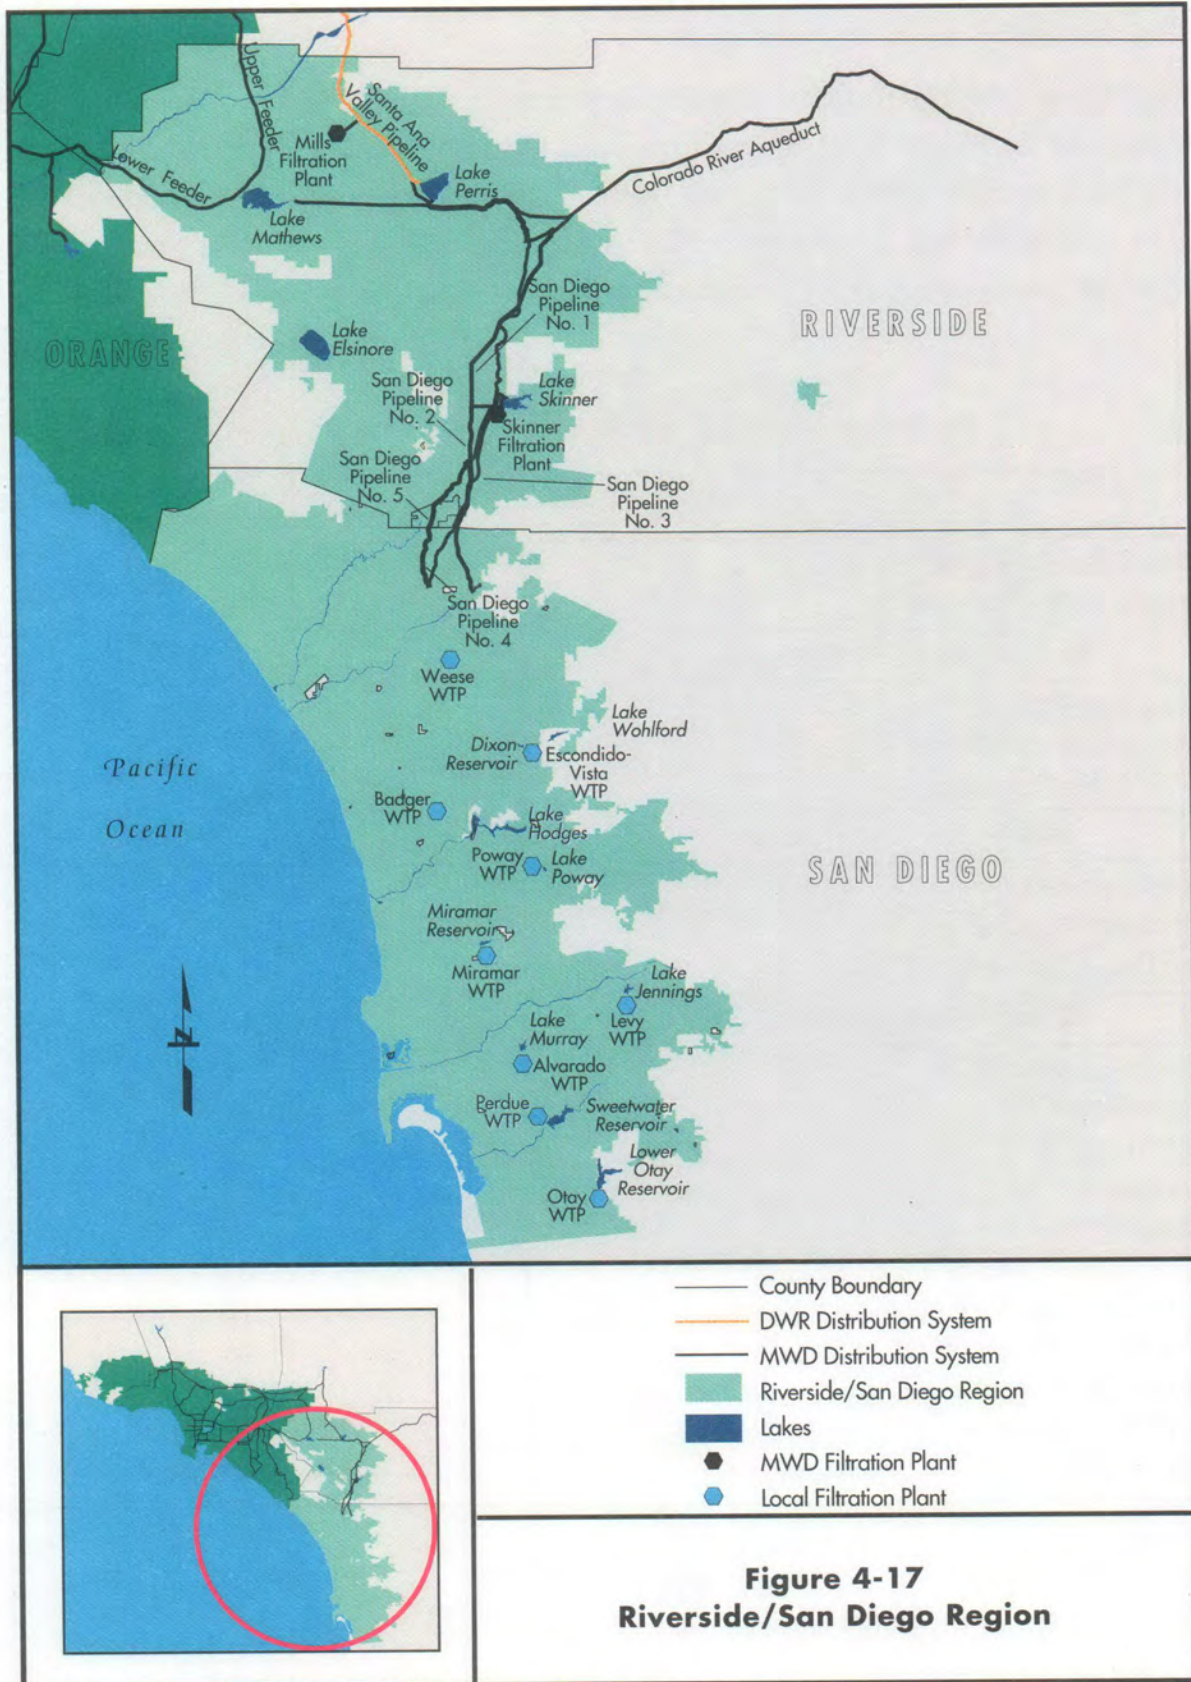 Upper Feeder
Santa Ana
Valley Pipeline
Mills
Filtration
Plant
Lower Feeder
Lake
Perris
Colorado River Aqueduct
Lake
Mathews
San Diego
Pipeline
No. 1
RIVERSIDE
ORANGE
Lake
Elsinore
San Diego
Pipeline
No. 2
Lake
Skinner
Skinner
Filtration
Plant
San Diego
Pipeline
No. 5
San Diego
Pipeline
No. 3
San Diego
Pipeline
No. 4
Weese
WTP
Lake
Wohlford
Dixon
Reservoir
Escondido-
Vista
WTP
Pacific
Ocean
Badger
WTP
Lake
Hodges
Poway
WTP
Lake
Poway
SAN DIEGO
Miramar
Reservoir
Miramar
WTP
Lake
Jennings
Levy
WTP
Lake
Murray
Alvarado
WTP
Perdue
WTP
Sweetwater
Reservoir
Lower
Otay
Reservoir
Otay
WTP
County Boundary
DWR Distribution System
MWD Distribution System
Riverside/San Diego Region
Lakes
MWD Filtration Plant
Local Filtration Plant
Figure 4-17
Riverside/San Diego Region